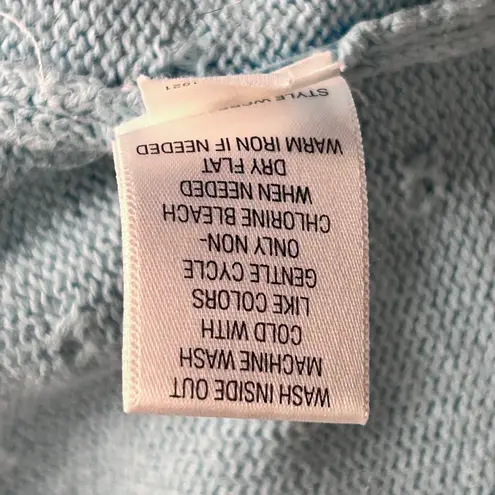 WASH INSIDE OUT
MACHINE WASH
COLD WITH
LIKE COLORS
GENTLE CYCLE
ONLY NON-
CHLORINE BLEACH
WHEN NEEDED
DRY FLAT
WARM IRON IF NEEDED
STYLE